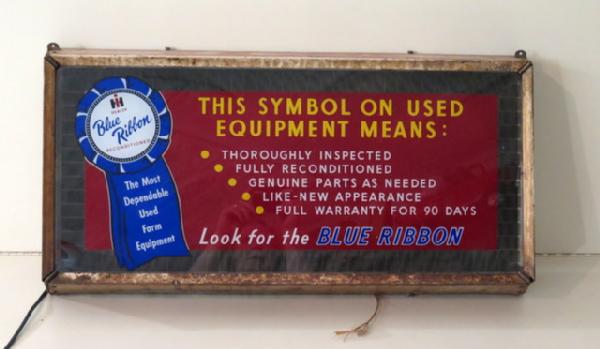 IH
DEALER
Blue
Ribbon
RECONDITIONED
The Most
Dependable
Used
Farm
Equipment
THIS SYMBOL ON USED
EQUIPMENT MEANS:
THOROUGHLY INSPECTED
FULLY RECONDITIONED
GENUINE PARTS AS NEEDED
LIKE-NEW APPEARANCE
FULL WARRANTY FOR 90 DAYS
Look for the BLUE RIBBON